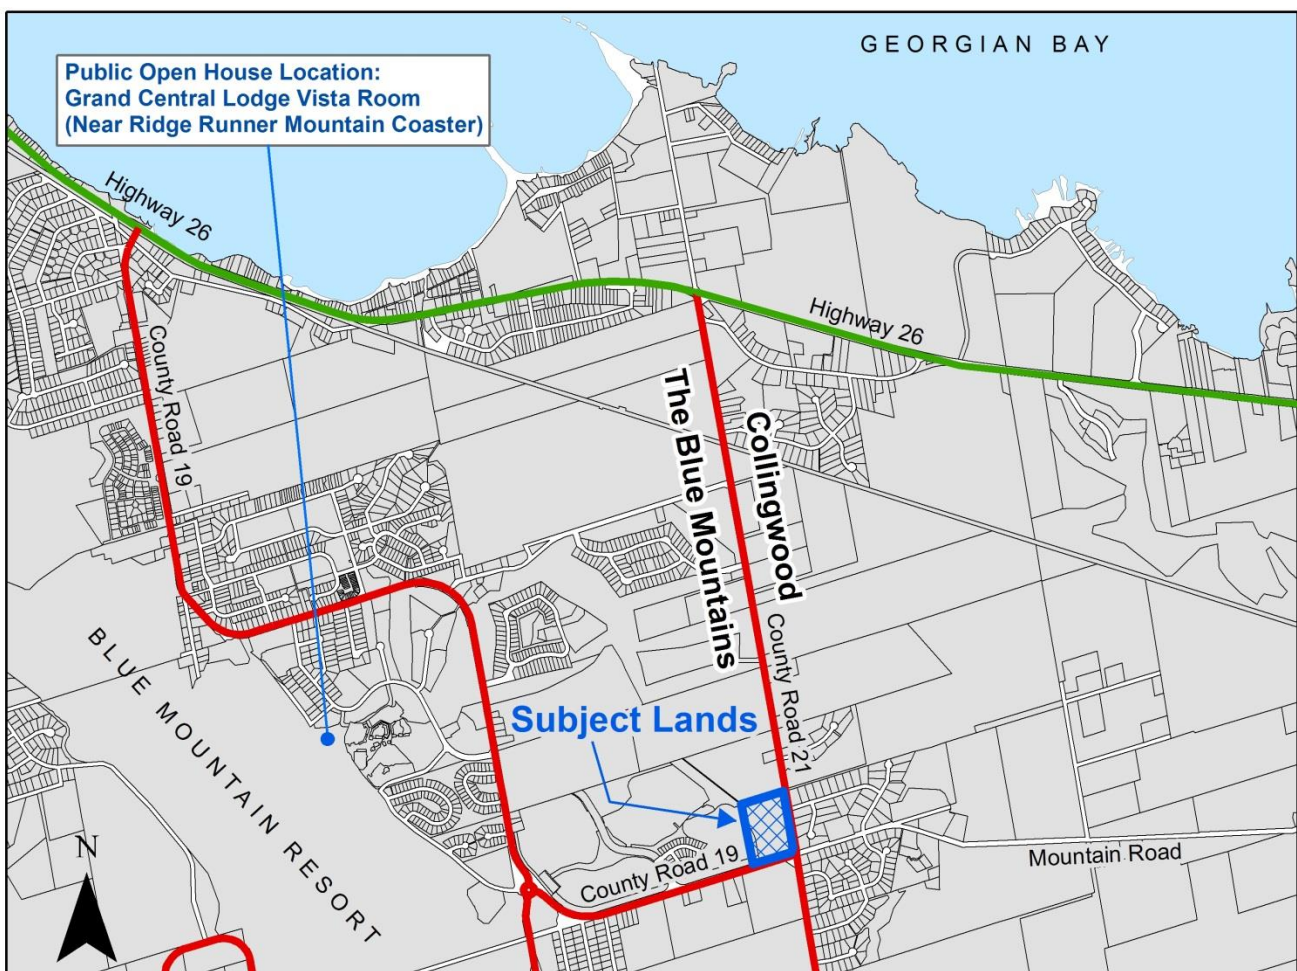 GEORGIAN BAY
Public Open House Location:
Grand Central Lodge Vista Room
(Near Ridge Runner Mountain Coaster)
Highway 26
Highway 26
County Road 19
The Blue Mountains
Collingwood
County Road 21
BLUE MOUNTAIN RESORT
Subject Lands
County Road 19
Mountain Road
N